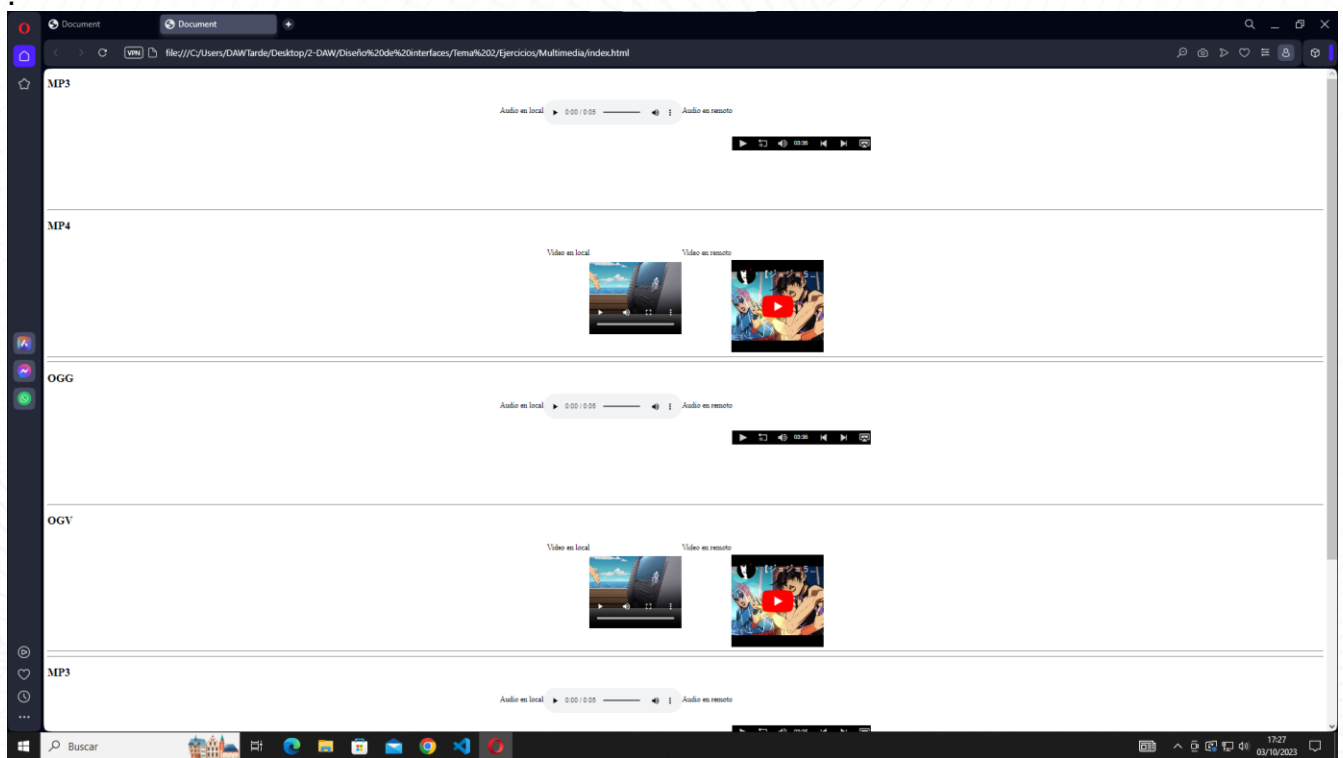 Document
Document
VPN
file:///C:/Users/DAWTarde/Desktop/2-DAW/Diseño%20de%20interfaces/Tema%202/Ejercicios/Multimedia/index.html
MP3
Audio en local 0:00 / 0:05 Audio en remoto
03:36
MP4
Video en local Video en remoto
OGG
Audio en local 0:00 / 0:05 Audio en remoto
03:36
OGV
Video en local Video en remoto
MP3
Audio en local 0:00 / 0:05 Audio en remoto
Buscar
17:27
03/10/2023